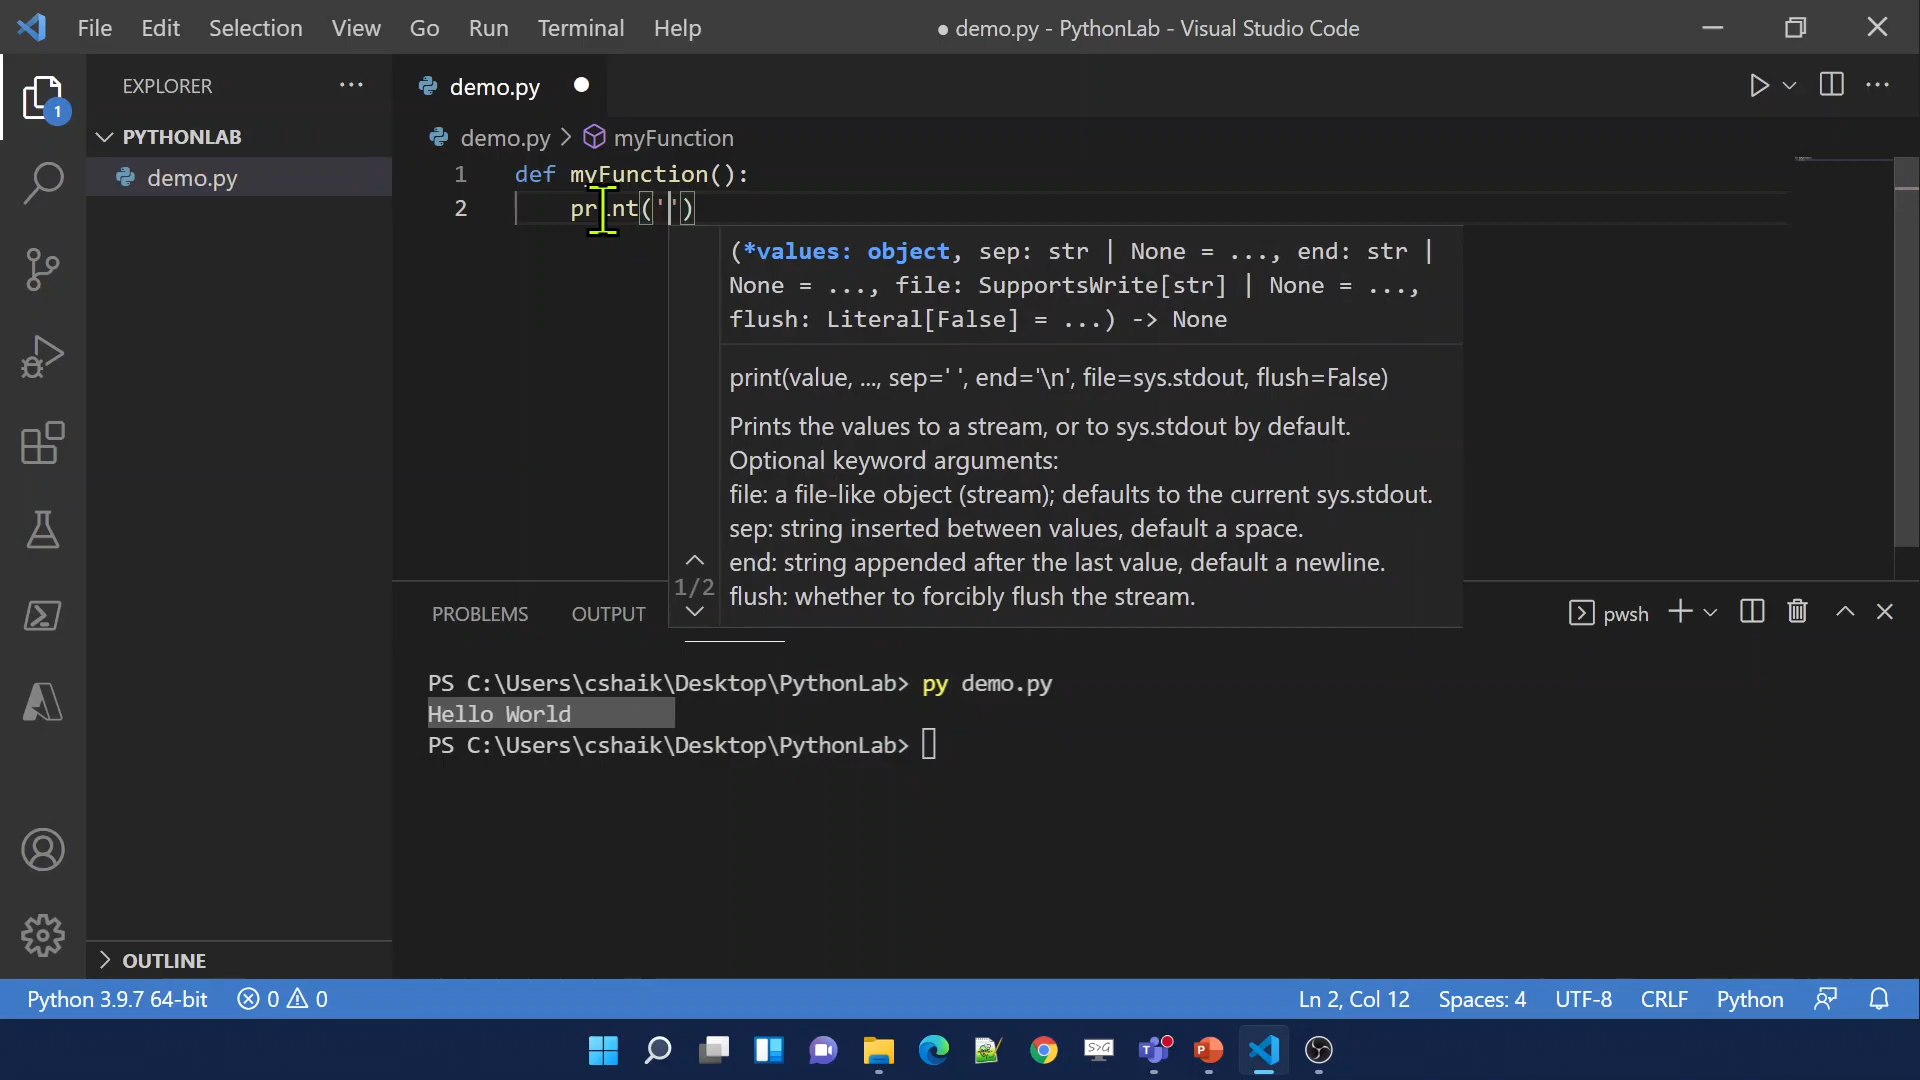 File Edit Selection View Go Run Terminal Help
● demo.py - PythonLab - Visual Studio Code
EXPLORER
demo.py
1
PYTHONLAB
demo.py > myFunction
demo.py
1 def myFunction():
2 print('')
(*values: object, sep: str | None = ..., end: str |
None = ..., file: SupportsWrite[str] | None = ...,
flush: Literal[False] = ...) -> None
print(value, ..., sep=' ', end='\n', file=sys.stdout, flush=False)
Prints the values to a stream, or to sys.stdout by default.
Optional keyword arguments:
file: a file-like object (stream); defaults to the current sys.stdout.
sep: string inserted between values, default a space.
end: string appended after the last value, default a newline.
flush: whether to forcibly flush the stream.
1/2
PROBLEMS OUTPUT
pwsh
PS C:\Users\cshaik\Desktop\PythonLab> py demo.py
Hello World
PS C:\Users\cshaik\Desktop\PythonLab>
OUTLINE
Python 3.9.7 64-bit 0 0
Ln 2, Col 12 Spaces: 4 UTF-8 CRLF Python
S>G